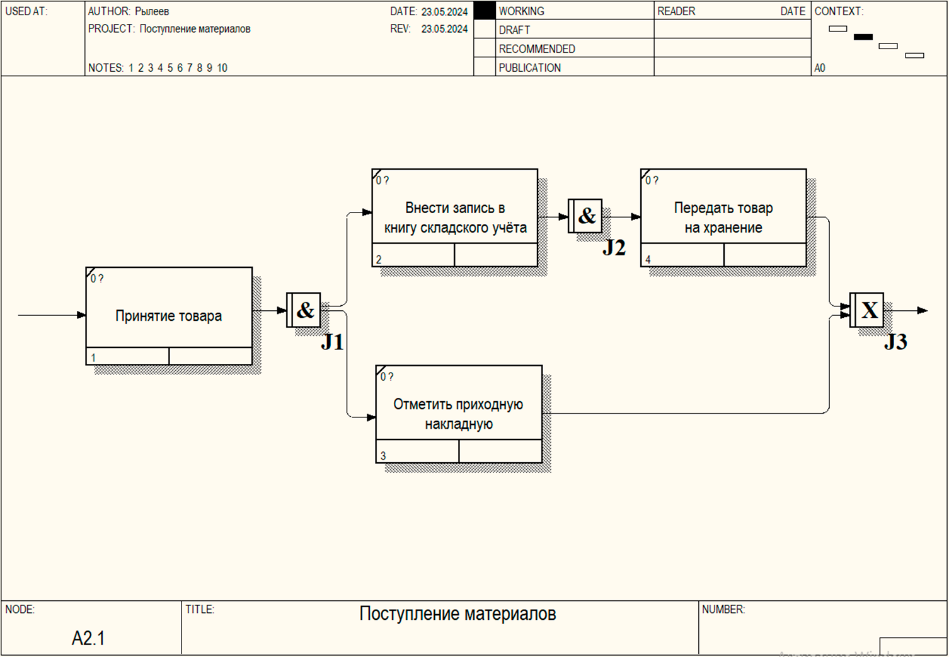 USED AT:
AUTHOR: Рылеев
DATE: 23.05.2024
WORKING
READER
DATE
CONTEXT:
PROJECT: Поступление материалов
REV: 23.05.2024
DRAFT
RECOMMENDED
NOTES: 1 2 3 4 5 6 7 8 9 10
PUBLICATION
A0
0 ?
Внести запись в
книгу складского учёта
2
&
J2
0 ?
Передать товар
на хранение
4
0 ?
Принятие товара
1
&
J1
X
J3
0 ?
Отметить приходную
накладную
3
NODE:
A2.1
TITLE:
Поступление материалов
NUMBER: